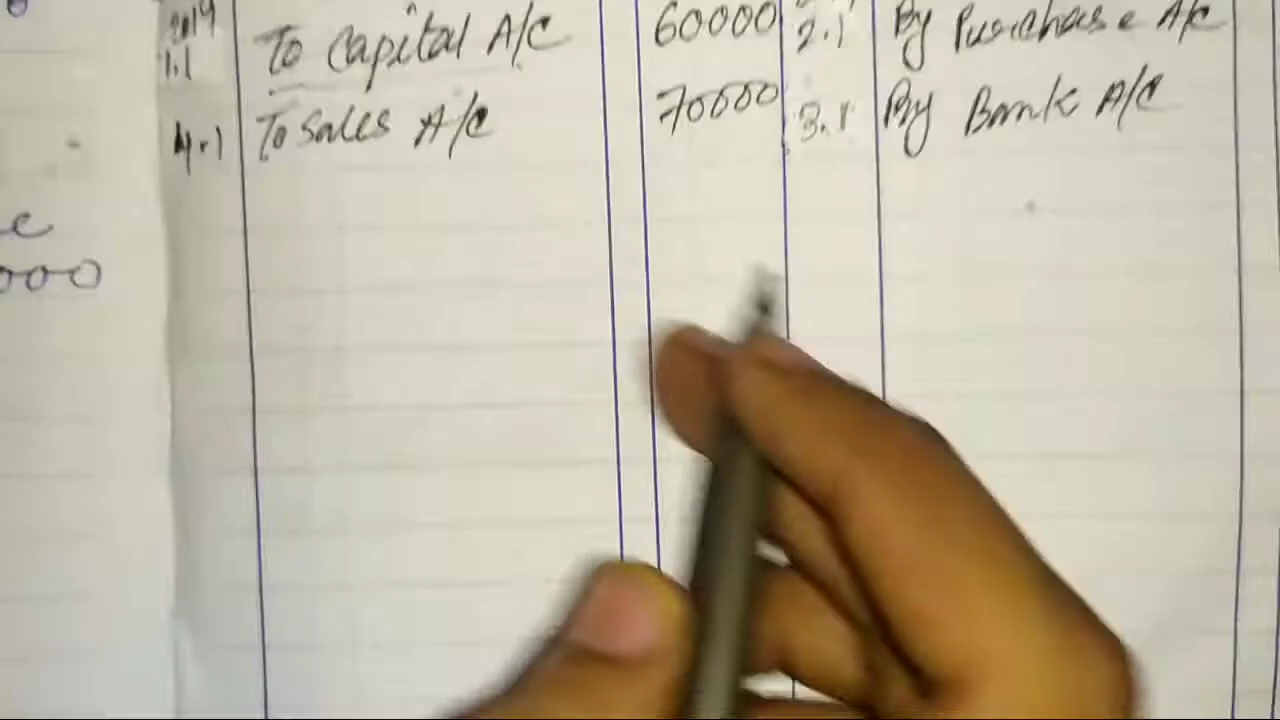 2019
1.1 To Capital A/C 60000 2.1 By Purchase A/c
4.1 To Sales A/C 70000 3.1 By Bank A/C
000